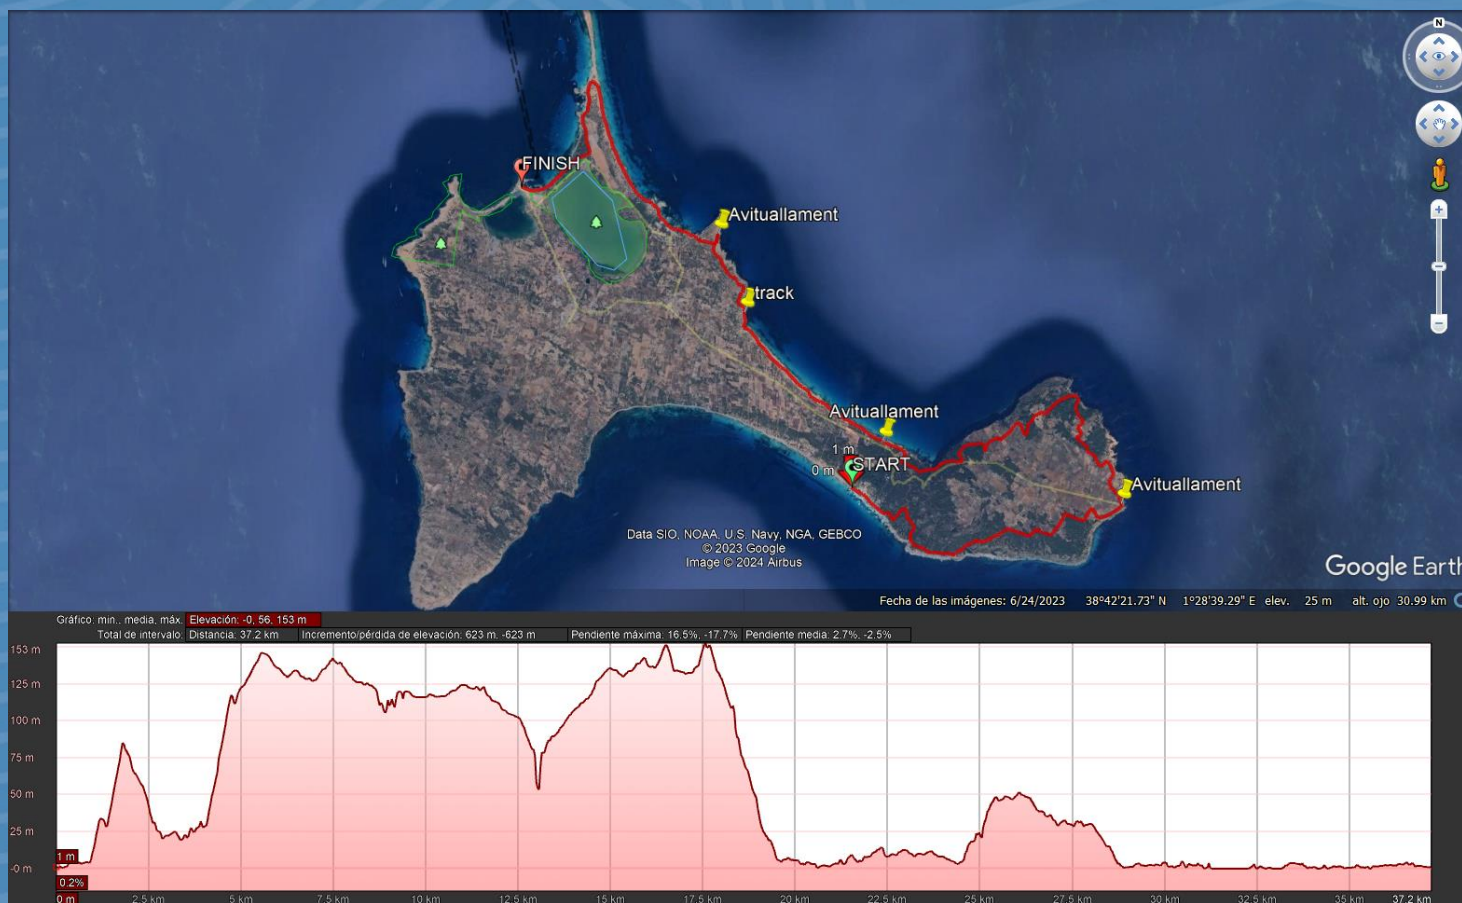 N
FINISH
Avituallament
track
Avituallament
1 m
START
0 m
Avituallament
Data SIO, NOAA, U.S. Navy, NGA, GEBCO
© 2023 Google
Image © 2024 Airbus
Google Earth
Fecha de las imágenes: 6/24/2023 38°42'21.73" N 1°28'39.29" E elev. 25 m alt. ojo 30.99 km
Gráfico: min., media, máx. Elevación: -0, 56, 153 m
Total de intervalo: Distancia: 37.2 km Incremento/pérdida de elevación: 623 m, -623 m Pendiente máxima: 16.5%, -17.7% Pendiente media: 2.7%, -2.5%
153 m
125 m
100 m
75 m
50 m
25 m
1 m
-0 m
0.2%
0 m 2.5 km 5 km 7.5 km 10 km 12.5 km 15 km 17.5 km 20 km 22.5 km 25 km 27.5 km 30 km 32.5 km 35 km 37.2 km